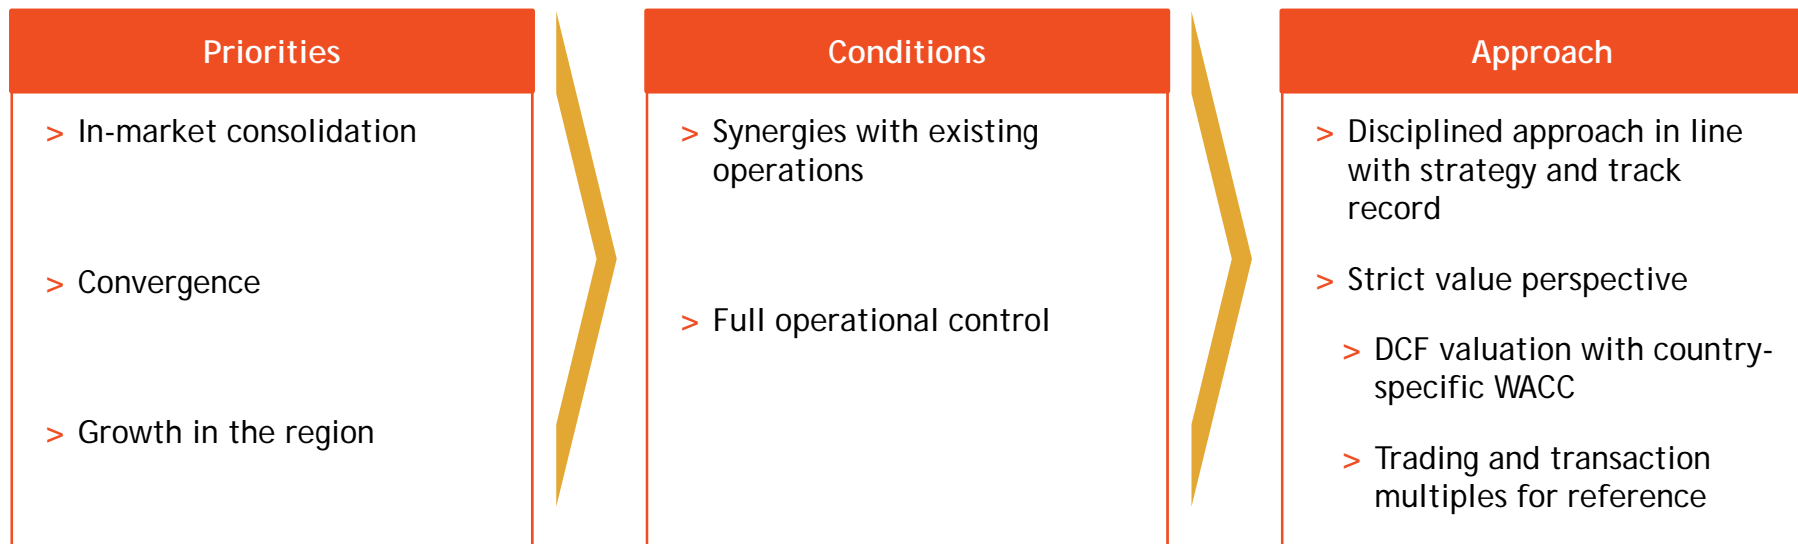 Priorities
> In-market consolidation
> Convergence
> Growth in the region
Conditions
> Synergies with existing
operations
> Full operational control
Approach
> Disciplined approach in line
with strategy and track
record
> Strict value perspective
> DCF valuation with country-
specific WACC
> Trading and transaction
multiples for reference